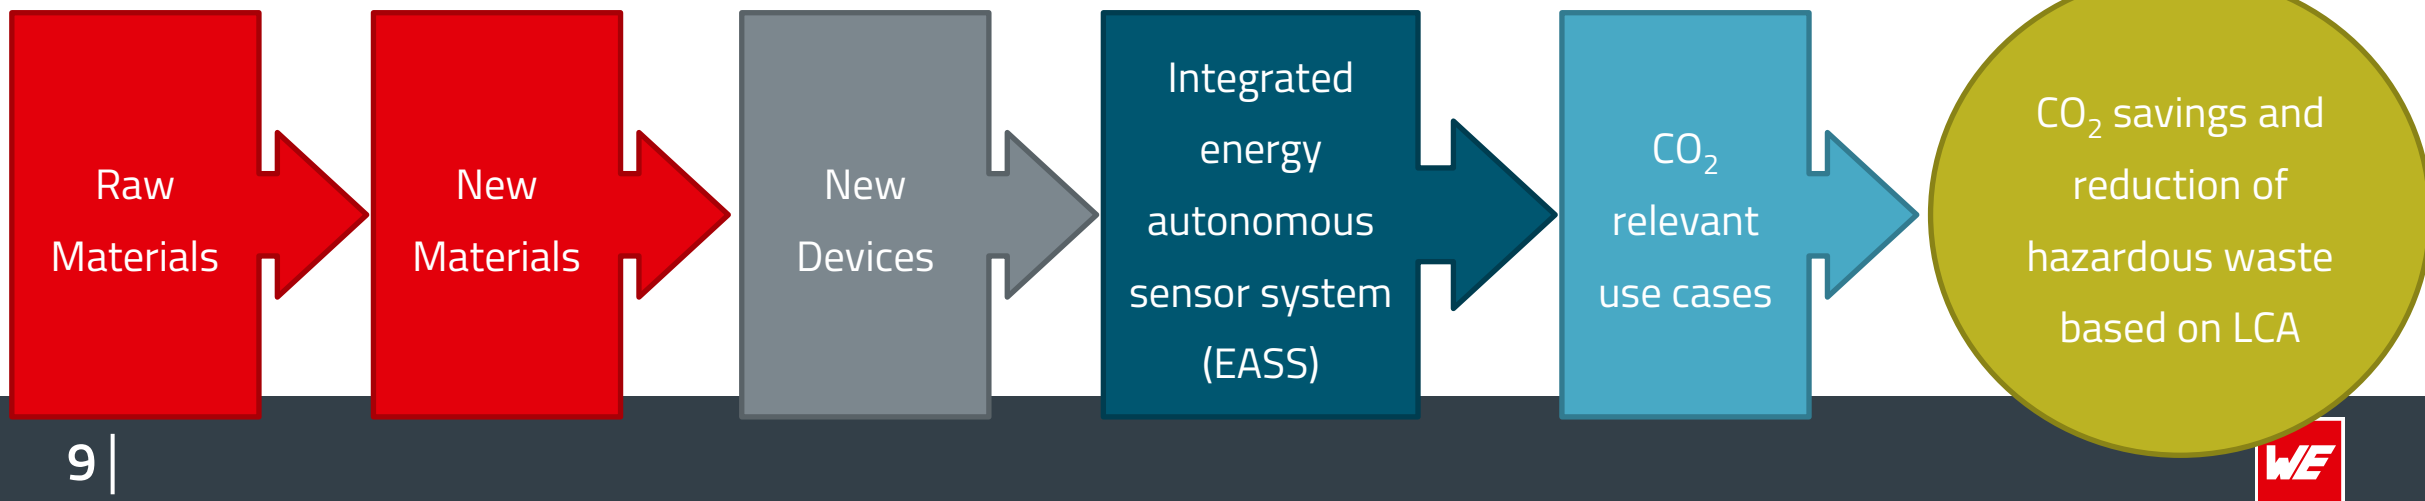 Raw
Materials
New
Materials
New
Devices
Integrated
energy
autonomous
sensor system
(EASS)
CO₂
relevant
use cases
CO₂ savings and
reduction of
hazardous waste
based on LCA
9
WE